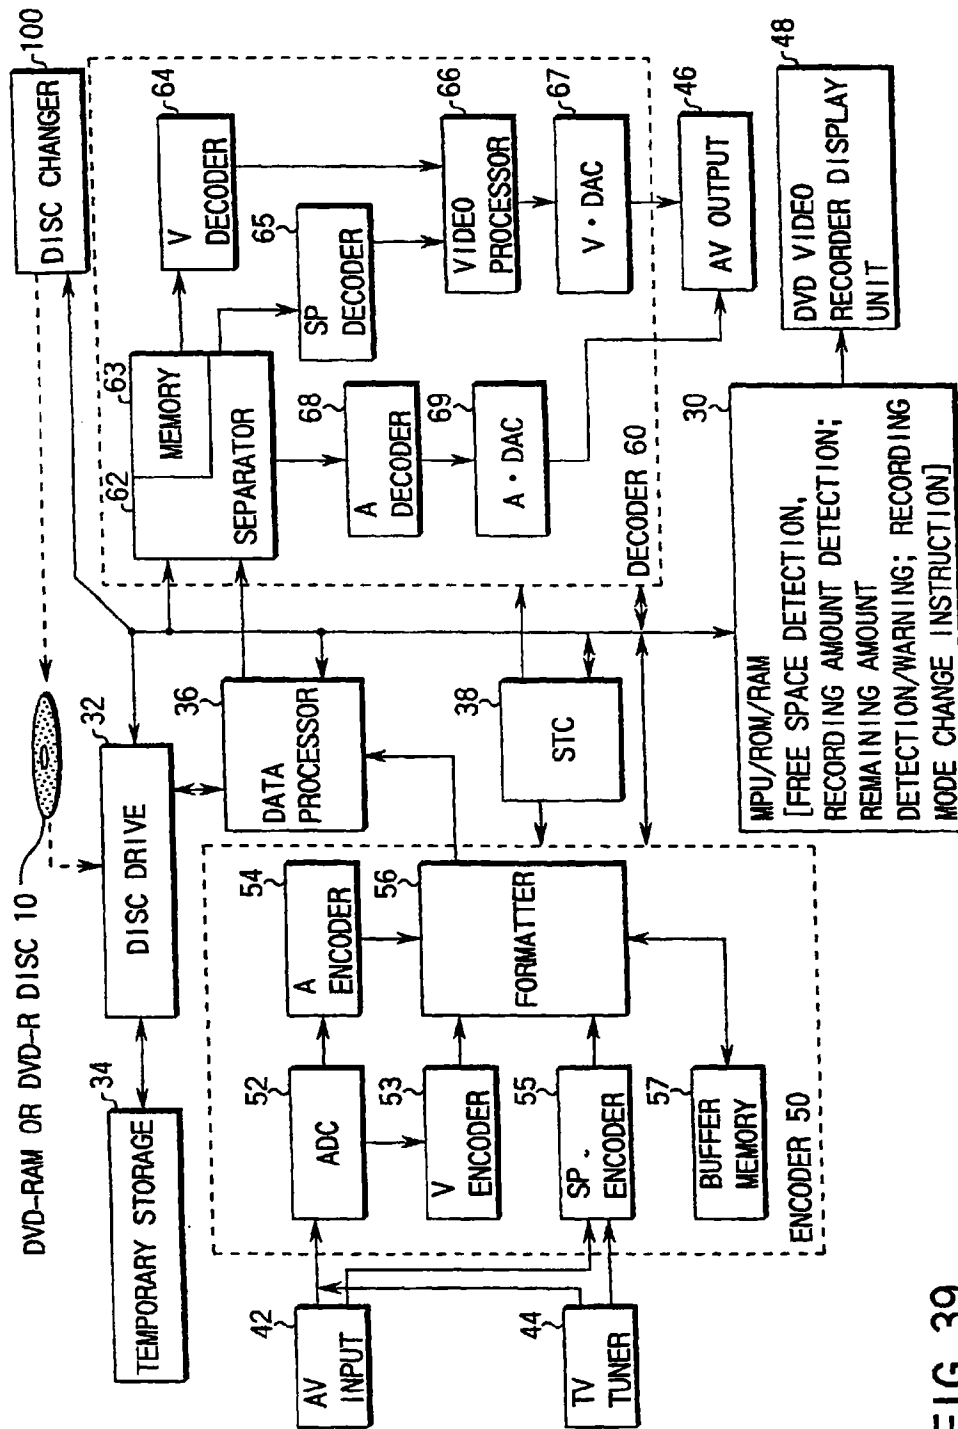 DVD-RAM OR DVD-R DISC 10
DISC CHANGER
100
TEMPORARY STORAGE
34
DISC DRIVE
32
DATA
PROCESSOR
36
62
63
MEMORY
SEPARATOR
V
DECODER
64
SP
DECODER
65
VIDEO
PROCESSOR
66
V・DAC
67
A
DECODER
68
A・DAC
69
DECODER 60
AV OUTPUT
46
STC
38
AV
INPUT
42
TV
TUNER
44
ADC
52
A
ENCODER
54
V
ENCODER
53
SP.
ENCODER
55
FORMATTER
56
BUFFER
MEMORY
57
ENCODER 50
30
MPU/ROM/RAM
[FREE SPACE DETECTION,
RECORD AMOUNT DETECTION;
REMAINING AMOUNT
DETECTION/WARNING; RECORDING
MODE CHANGE INSTRUCTION]
DVD VIDEO
RECORDER DISPLAY
UNIT
48
FIG. 39